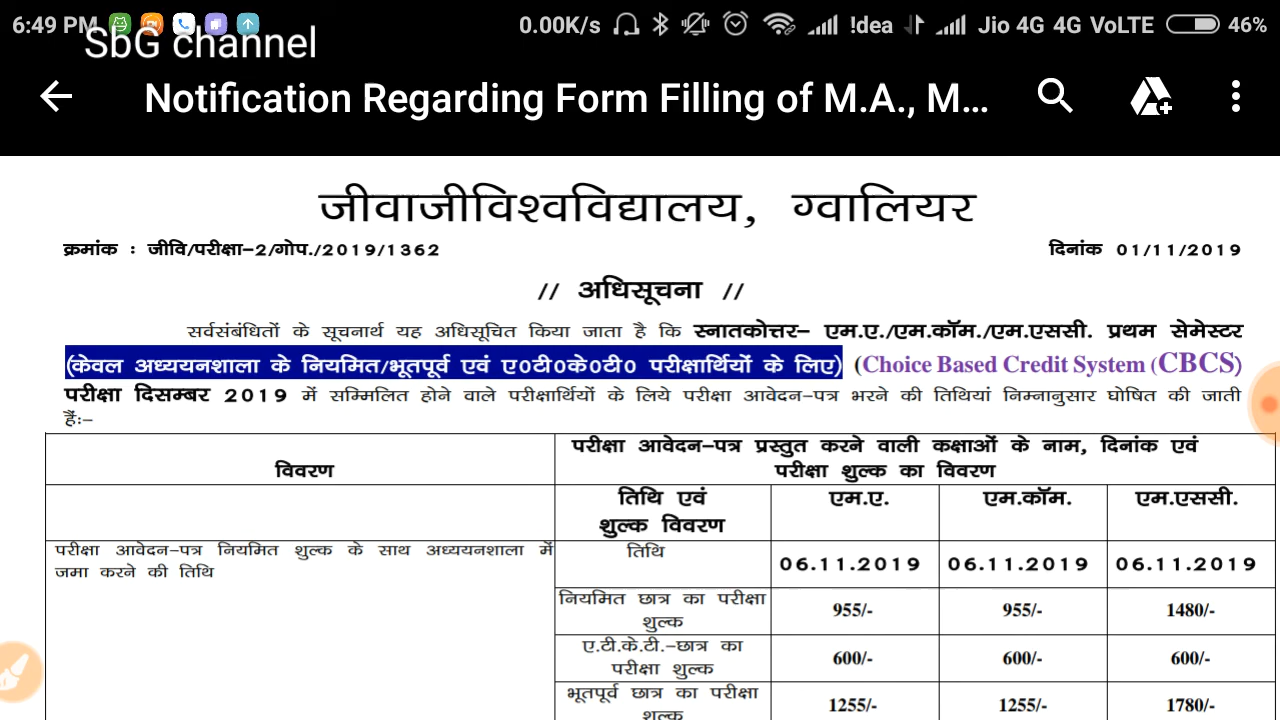 6:49 PM 0.00K/s !dea Jio 4G 4G VoLTE 46%
SbG channel
Notification Regarding Form Filling of M.A., M...
जीवाजीविश्वविद्यालय, ग्वालियर
क्रमांक : जीवि/परीक्षा–2/गोप./2019/1362 दिनांक 01/11/2019
// अधिसूचना //
सर्वसंबंधितों के सूचनार्थ यह अधिसूचित किया जाता है कि स्नातकोत्तर– एम.ए./एम.कॉम./एम.एससी. प्रथम सेमेस्टर
(केवल अध्ययनशाला के नियमित/भूतपूर्व एवं ए0टी0के0टी0 परीक्षार्थियों के लिए) (Choice Based Credit System (CBCS)
परीक्षा दिसम्बर 2019 में सम्मिलित होने वाले परीक्षार्थियों के लिये परीक्षा आवेदन–पत्र भरने की तिथियां निम्नानुसार घोषित की जाती
हैंः–
विवरण
परीक्षा आवेदन–पत्र प्रस्तुत करने वाली कक्षाओं के नाम, दिनांक एवं
परीक्षा शुल्क का विवरण
तिथि एवं
शुल्क विवरण
एम.ए. एम.कॉम. एम.एससी.
परीक्षा आवेदन–पत्र नियमित शुल्क के साथ अध्ययनशाला में
जमा करने की तिथि
तिथि
06.11.2019 06.11.2019 06.11.2019
नियमित छात्र का परीक्षा
शुल्क
955/- 955/- 1480/-
ए.टी.के.टी.–छात्र का
परीक्षा शुल्क
600/- 600/- 600/-
भूतपूर्व छात्र का परीक्षा
शुल्क
1255/- 1255/- 1780/-